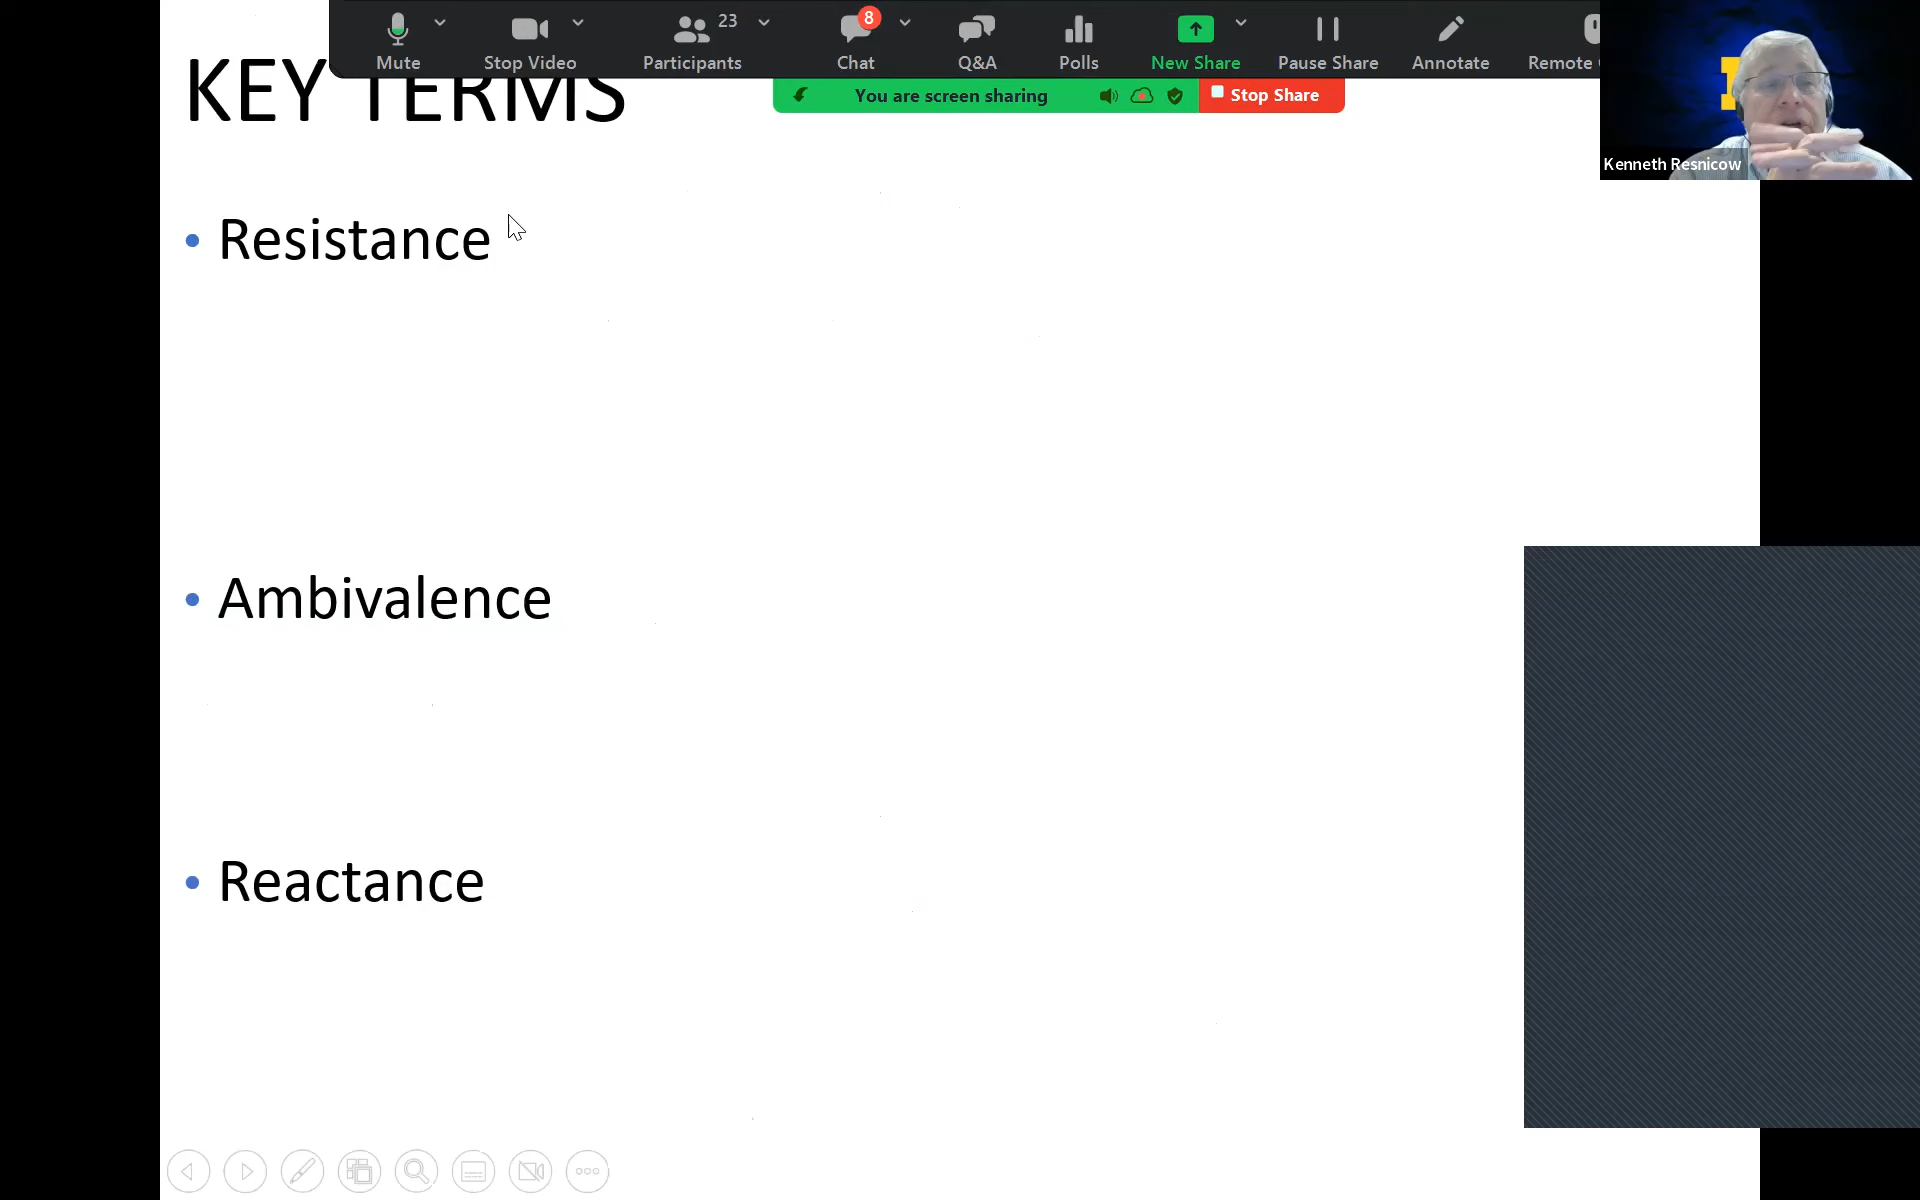 23
8
Mute
Stop Video
Participants
Chat
Q&A
Polls
New Share
Pause Share
Annotate
Remote
KEY TERMS
You are screen sharing
Stop Share
Kenneth Resnicow
• Resistance
• Ambivalence
• Reactance